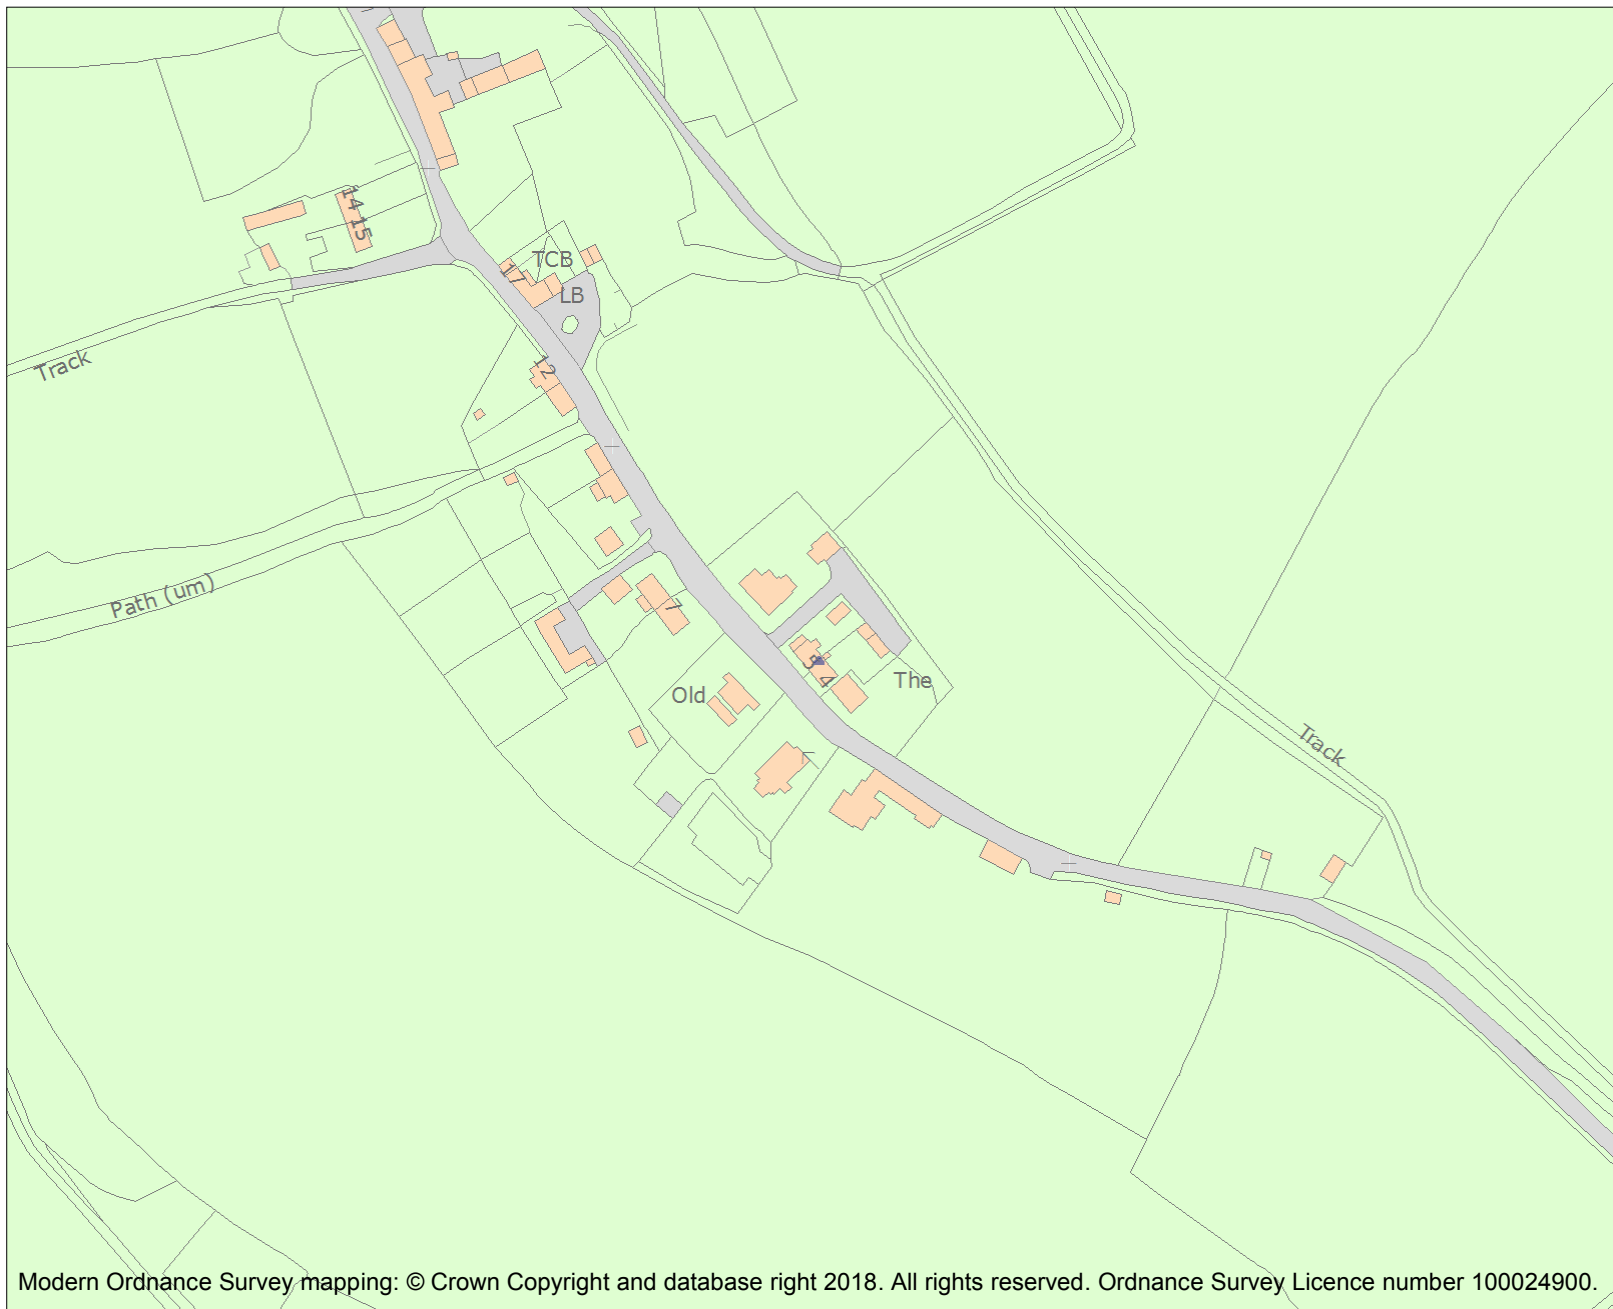 14 15
TCB
17
LB
Track
12
Path (um)
7
5
4
The
Old
Track
Modern Ordnance Survey mapping: © Crown Copyright and database right 2018. All rights reserved. Ordnance Survey Licence number 100024900.